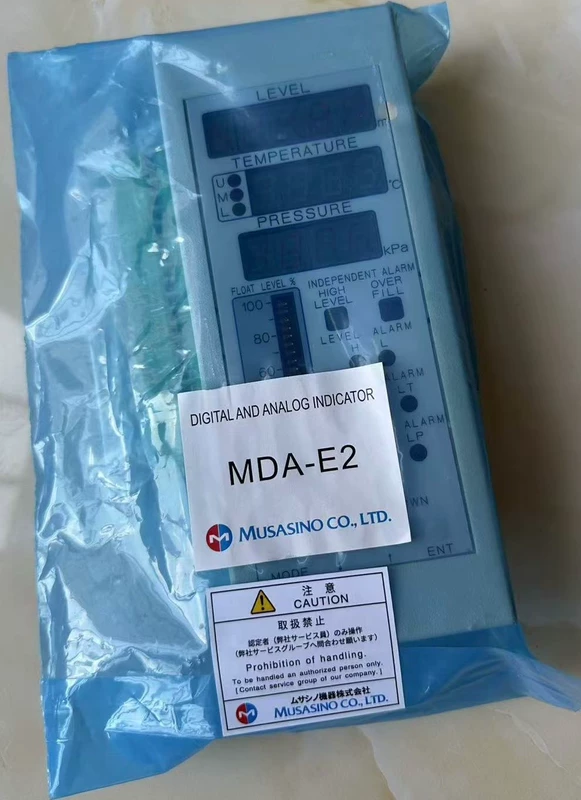 LEVEL
m
TEMPERATURE
U
M
L
°C
PRESSURE
kPa
FLOAT LEVEL %
INDEPENDENT ALARM
HIGH LEVEL
OVER FILL
100
80
60
LEVEL ALARM
H L
ALARM
LT
ALARM
LP
WN
ENT
MODE
DIGITAL AND ANALOG INDICATOR
MDA-E2
MUSASINO CO., LTD.
注 意
CAUTION
取扱禁止
認定者（弊社サービス員）のみ操作
（弊社サービスグループへ問合わせ願います）
Prohibition of handling.
To be handled an authorized person only.
[Contact service group of our company.]
ムサシノ機器株式会社
MUSASINO CO., LTD.